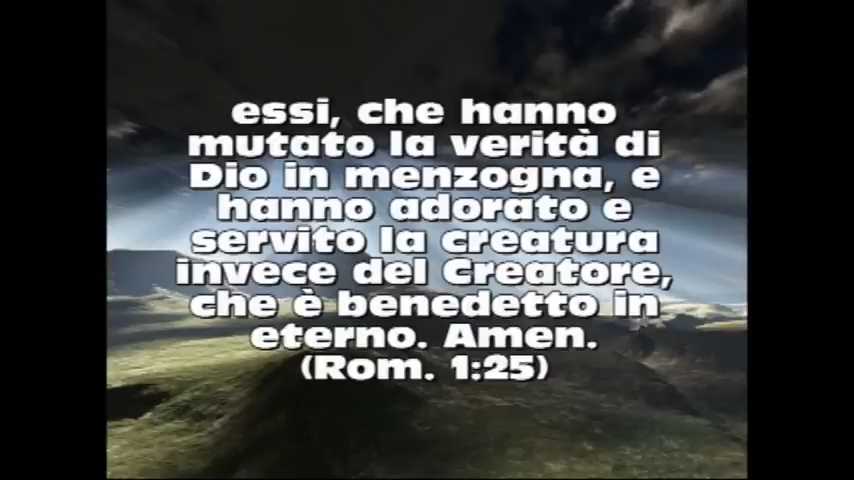 essi, che hanno
mutato la verità di
Dio in menzogna, e
hanno adorato e
servito la creatura
invece del Creatore,
che è benedetto in
eterno. Amen.
(Rom. 1:25)